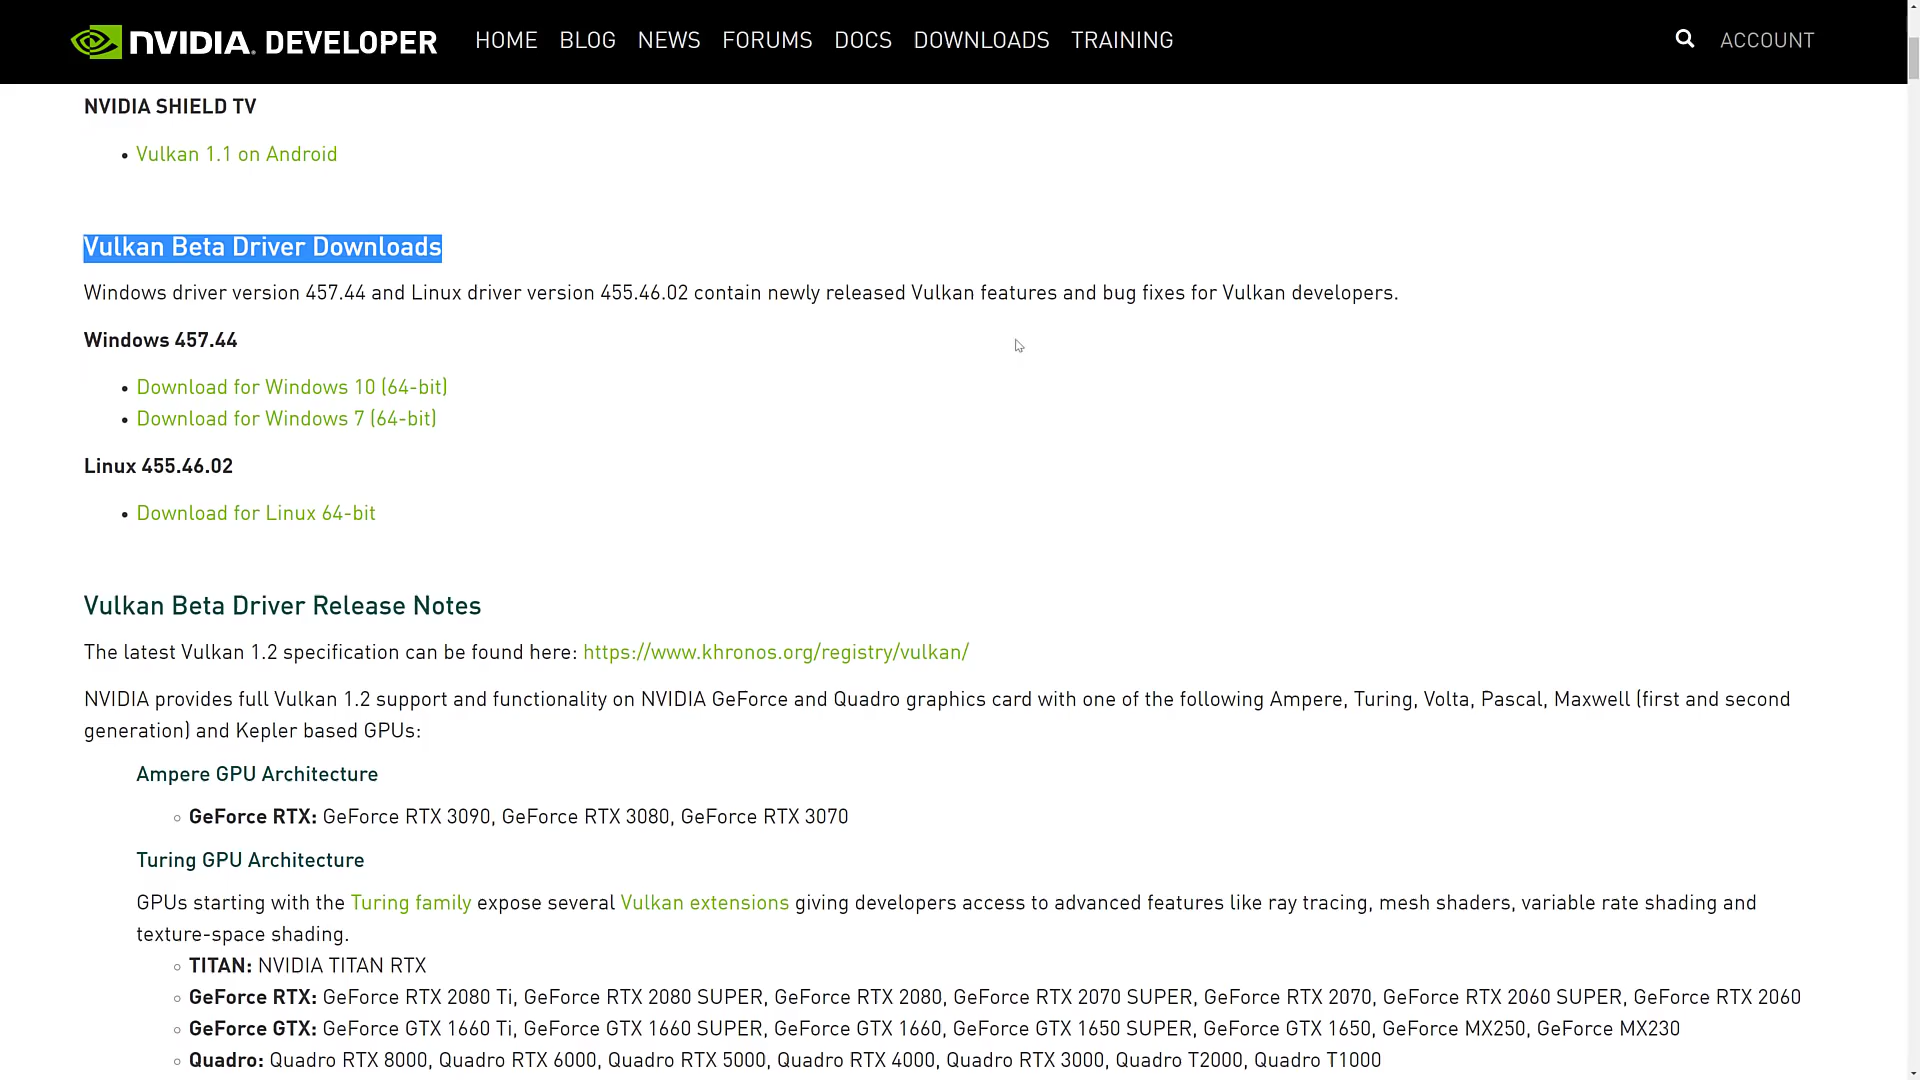 NVIDIA. DEVELOPER HOME BLOG NEWS FORUMS DOCS DOWNLOADS TRAINING ACCOUNT
NVIDIA SHIELD TV
• Vulkan 1.1 on Android
Vulkan Beta Driver Downloads
Windows driver version 457.44 and Linux driver version 455.46.02 contain newly released Vulkan features and bug fixes for Vulkan developers.
Windows 457.44
• Download for Windows 10 (64-bit)
• Download for Windows 7 (64-bit)
Linux 455.46.02
• Download for Linux 64-bit
Vulkan Beta Driver Release Notes
The latest Vulkan 1.2 specification can be found here: https://www.khronos.org/registry/vulkan/
NVIDIA provides full Vulkan 1.2 support and functionality on NVIDIA GeForce and Quadro graphics card with one of the following Ampere, Turing, Volta, Pascal, Maxwell (first and second
generation) and Kepler based GPUs:
Ampere GPU Architecture
◦ GeForce RTX: GeForce RTX 3090, GeForce RTX 3080, GeForce RTX 3070
Turing GPU Architecture
GPUs starting with the Turing family expose several Vulkan extensions giving developers access to advanced features like ray tracing, mesh shaders, variable rate shading and
texture-space shading.
◦ TITAN: NVIDIA TITAN RTX
◦ GeForce RTX: GeForce RTX 2080 Ti, GeForce RTX 2080 SUPER, GeForce RTX 2080, GeForce RTX 2070 SUPER, GeForce RTX 2070, GeForce RTX 2060 SUPER, GeForce RTX 2060
◦ GeForce GTX: GeForce GTX 1660 Ti, GeForce GTX 1660 SUPER, GeForce GTX 1660, GeForce GTX 1650 SUPER, GeForce GTX 1650, GeForce MX250, GeForce MX230
◦ Quadro: Quadro RTX 8000, Quadro RTX 6000, Quadro RTX 5000, Quadro RTX 4000, Quadro RTX 3000, Quadro T2000, Quadro T1000